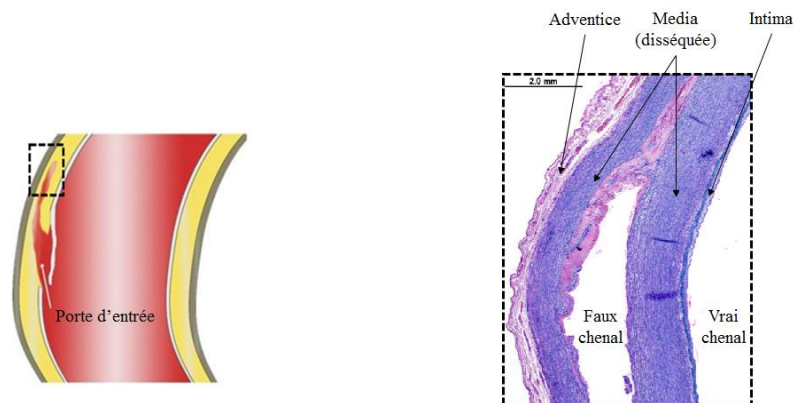 Adventice
Media
(disséquée)
Intima
2.0 mm
Porte d'entrée
Faux
chenal
Vrai
chenal